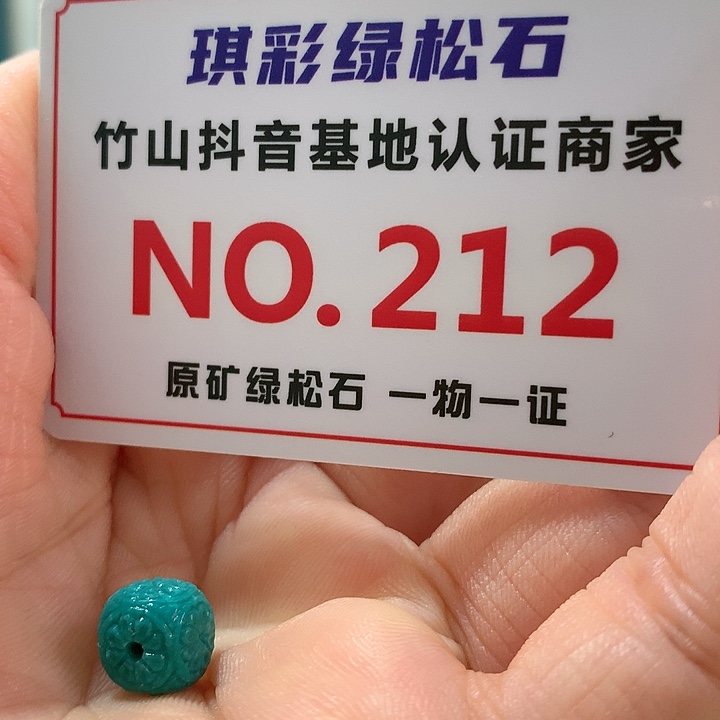 琪彩绿松石
竹山抖音基地认证商家
NO.212
原矿绿松石 一物一证